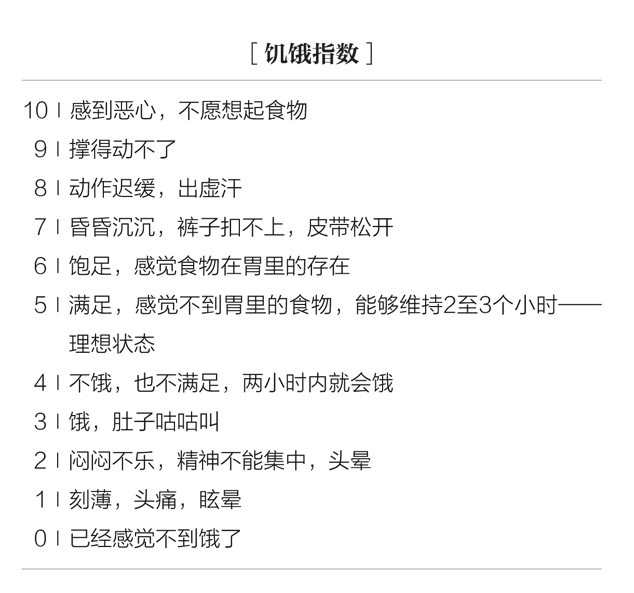 [ 饥饿指数 ]
10 | 感到恶心，不愿想起食物
9 | 撑得动不了
8 | 动作迟缓，出虚汗
7 | 昏昏沉沉，裤子扣不上，皮带松开
6 | 饱足，感觉食物在胃里的存在
5 | 满足，感觉不到胃里的食物，能够维持2至3个小时——
理想状态
4 | 不饿，也不满足，两小时内就会饿
3 | 饿，肚子咕咕叫
2 | 闷闷不乐，精神不能集中，头晕
1 | 刻薄，头痛，眩晕
0 | 已经感觉不到饿了